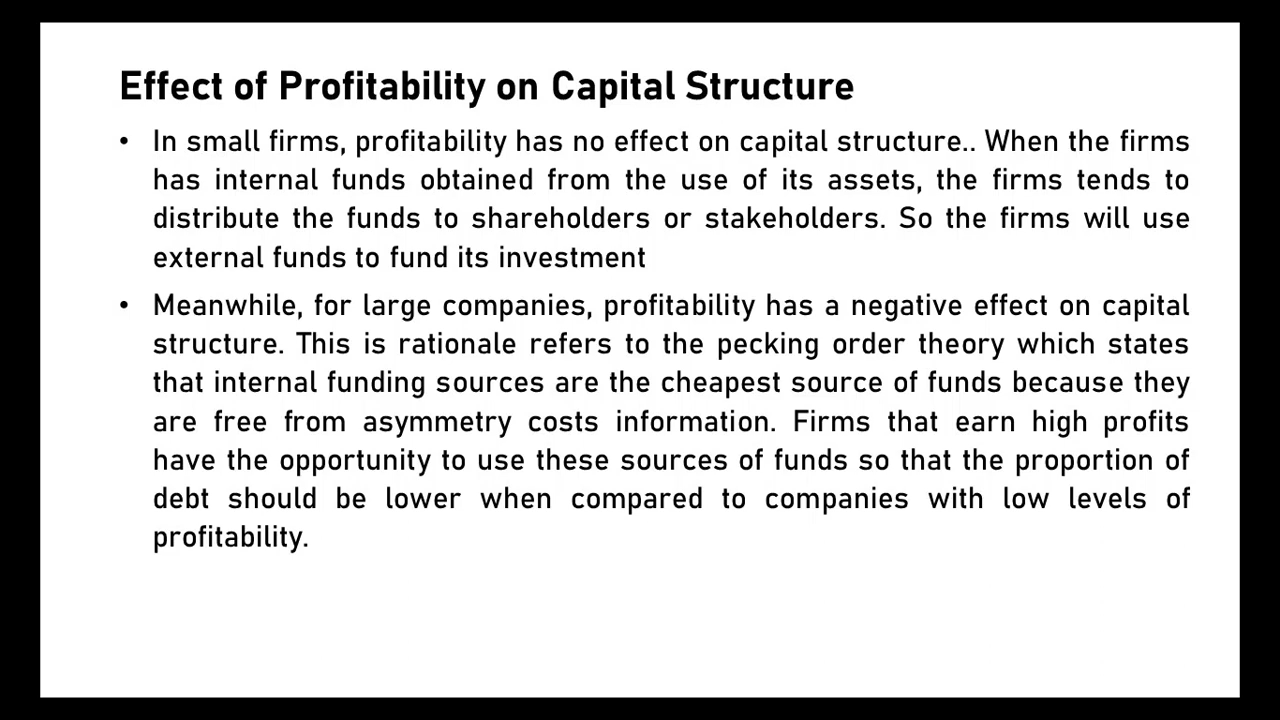 Effect of Profitability on Capital Structure
• In small firms, profitability has no effect on capital structure.. When the firms
has internal funds obtained from the use of its assets, the firms tends to
distribute the funds to shareholders or stakeholders. So the firms will use
external funds to fund its investment
• Meanwhile, for large companies, profitability has a negative effect on capital
structure. This is rationale refers to the pecking order theory which states
that internal funding sources are the cheapest source of funds because they
are free from asymmetry costs information. Firms that earn high profits
have the opportunity to use these sources of funds so that the proportion of
debt should be lower when compared to companies with low levels of
profitability.